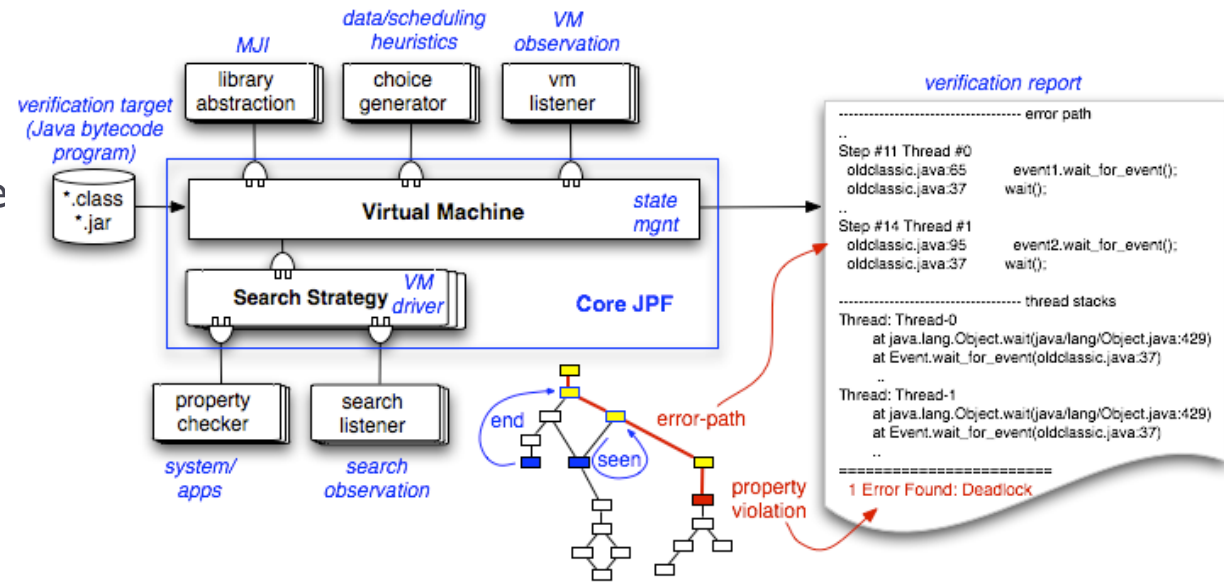 data/scheduling
heuristics
MJI
VM
observation
library
abstraction
choice
generator
vm
listener
verification report
verification target
(Java bytecode
program)
e
*.class
*.jar
Virtual Machine
state
mgnt
Search Strategy
VM
driver
Core JPF
property
checker
search
listener
system/
apps
search
observation
end
seen
error-path
property
violation
------------------------------------ error path
..
Step #11 Thread #0
oldclassic.java:65 event1.wait_for_event();
oldclassic.java:37 wait();
..
Step #14 Thread #1
oldclassic.java:95 event2.wait_for_event();
oldclassic.java:37 wait();
------------------------------------ thread stacks
Thread: Thread-0
at java.lang.Object.wait(java/lang/Object.java:429)
at Event.wait_for_event(oldclassic.java:37)
..
Thread: Thread-1
at java.lang.Object.wait(java/lang/Object.java:429)
at Event.wait_for_event(oldclassic.java:37)
..
=========================
1 Error Found: Deadlock